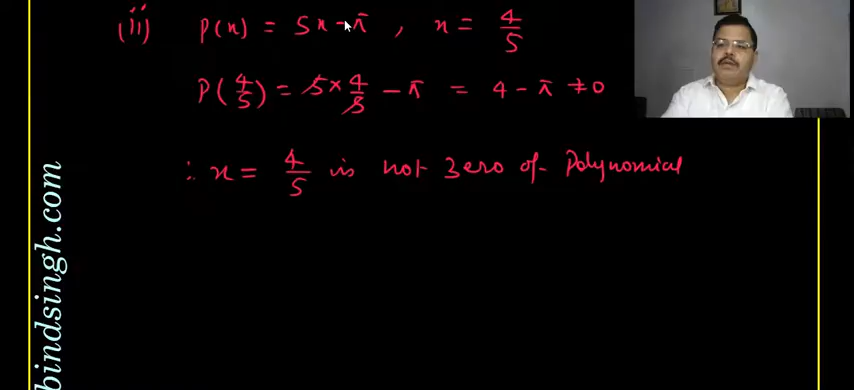 (ii) P(x) = 5x - π , x = 4/5
P(4/5) = 5 × 4/5 - π = 4 - π ≠ 0
∴ x = 4/5 is not zero of Polynomial
bindsingh.com